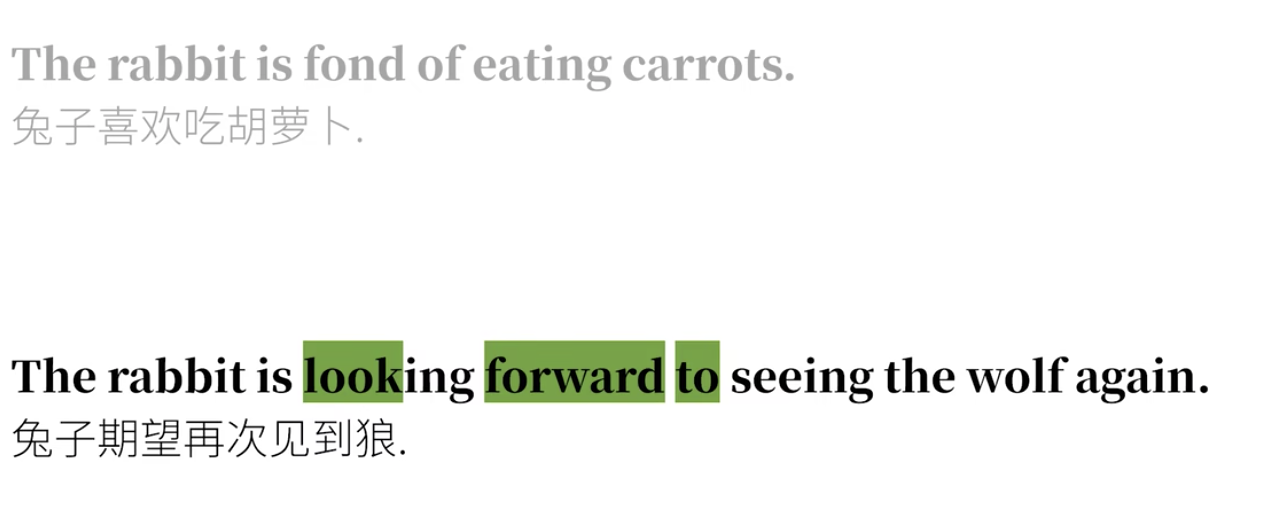 The rabbit is fond of eating carrots.
兔子喜欢吃胡萝卜.
The rabbit is looking forward to seeing the wolf again.
兔子期望再次见到狼.